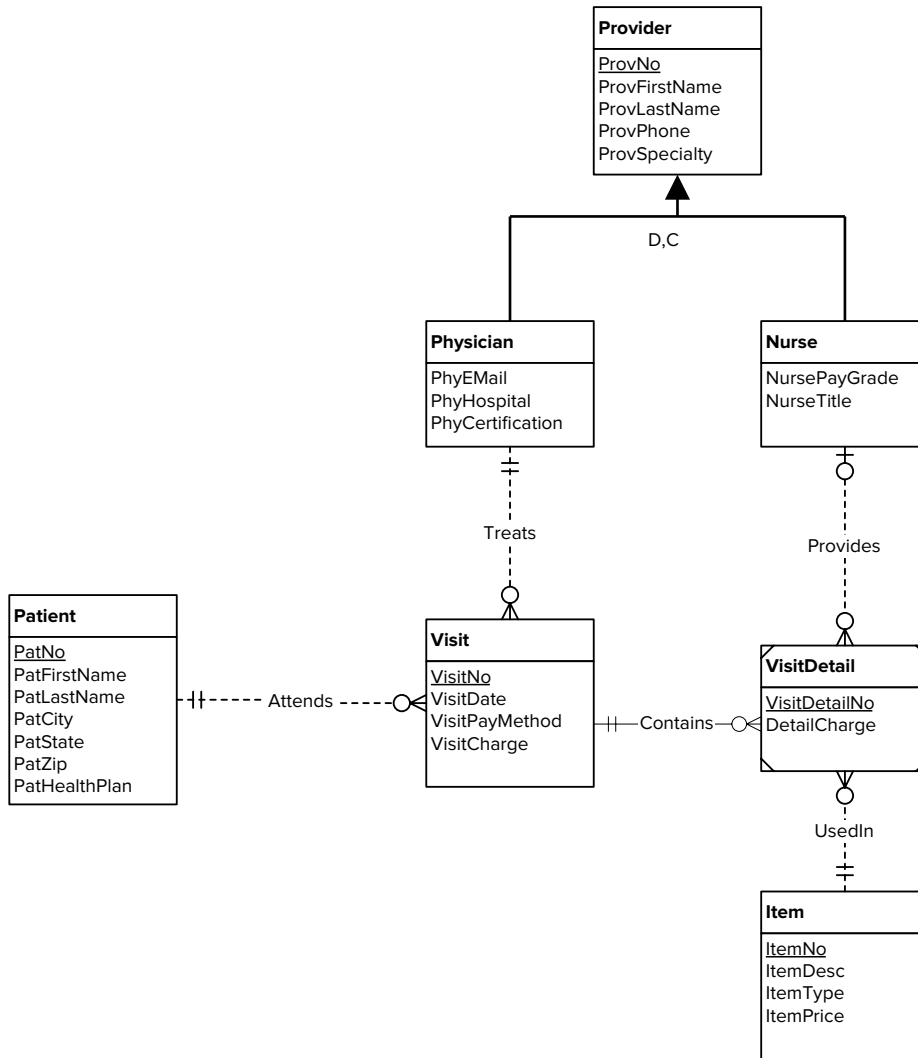 Provider
ProvNo
ProvFirstName
ProvLastName
ProvPhone
ProvSpecialty
D,C
Physician
PhyEMail
PhyHospital
PhyCertification
Nurse
NursePayGrade
NurseTitle
Treats
Provides
Patient
PatNo
PatFirstName
PatLastName
PatCity
PatState
PatZip
PatHealthPlan
Attends
Visit
VisitNo
VisitDate
VisitPayMethod
VisitCharge
Contains
VisitDetail
VisitDetailNo
DetailCharge
UsedIn
Item
ItemNo
ItemDesc
ItemType
ItemPrice